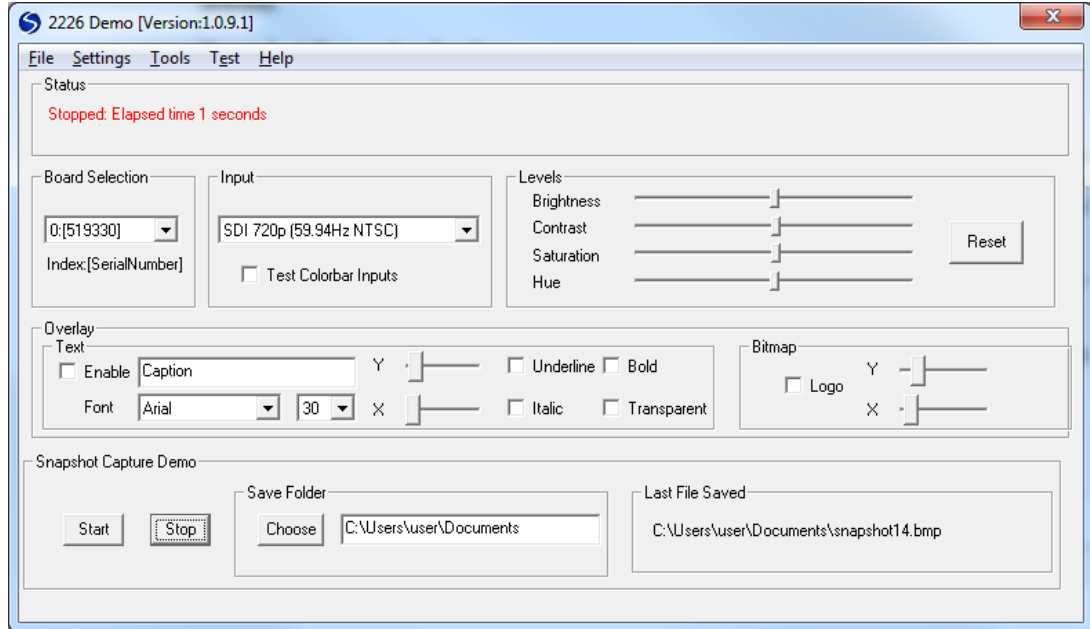 2226 Demo [Version:1.0.9.1]
File Settings Tools Test Help
Status
Stopped: Elapsed time 1 seconds
Board Selection
0:[519330]
Index:[SerialNumber]
Input
SDI 720p (59.94Hz NTSC)
Test Colorbar Inputs
Levels
Brightness
Contrast
Saturation
Hue
Reset
Overlay
Text
Enable Caption Y Underline Bold
Font Arial 30 X Italic Transparent
Bitmap
Logo
Y
X
Snapshot Capture Demo
Start Stop
Save Folder
Choose C:\Users\user\Documents
Last File Saved
C:\Users\user\Documents\snapshot14.bmp